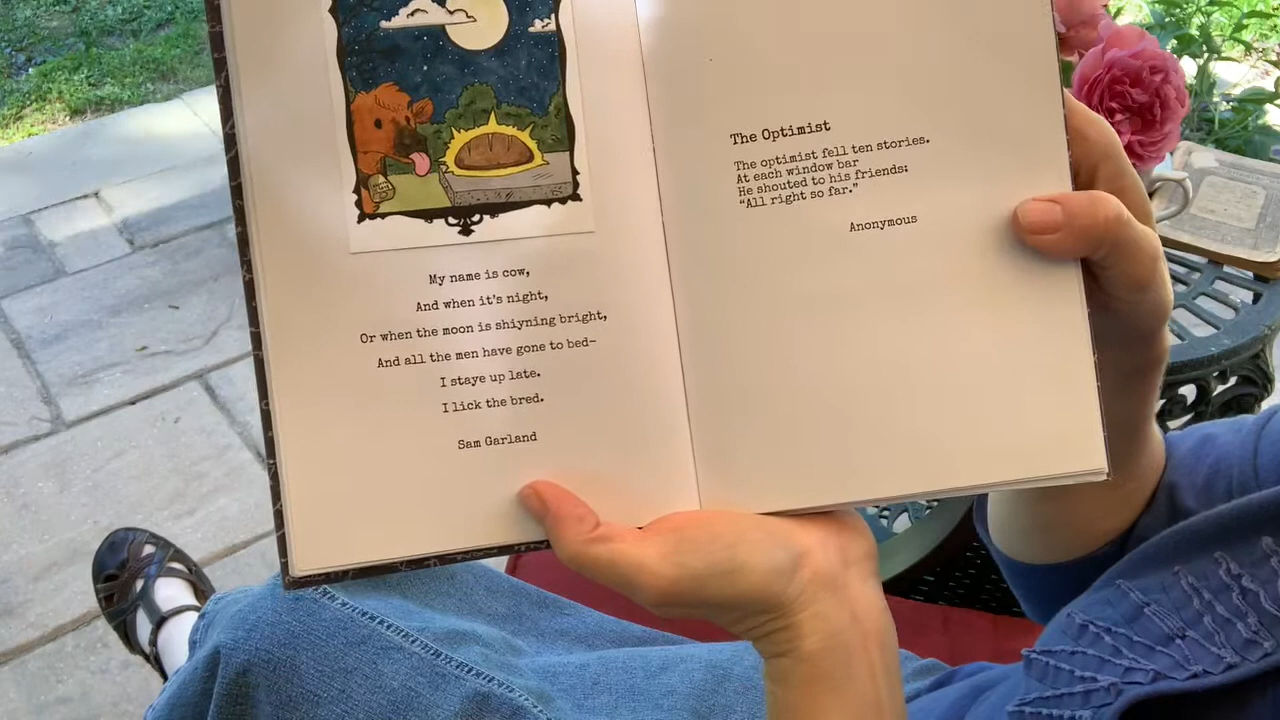 My name is cow,
And when it's night,
Or when the moon is shiyning bright,
And all the men have gone to bed—
I staye up late.
I lick the bred.
Sam Garland
The Optimist
The optimist fell ten stories.
At each window bar
He shouted to his friends:
“All right so far.”
Anonymous